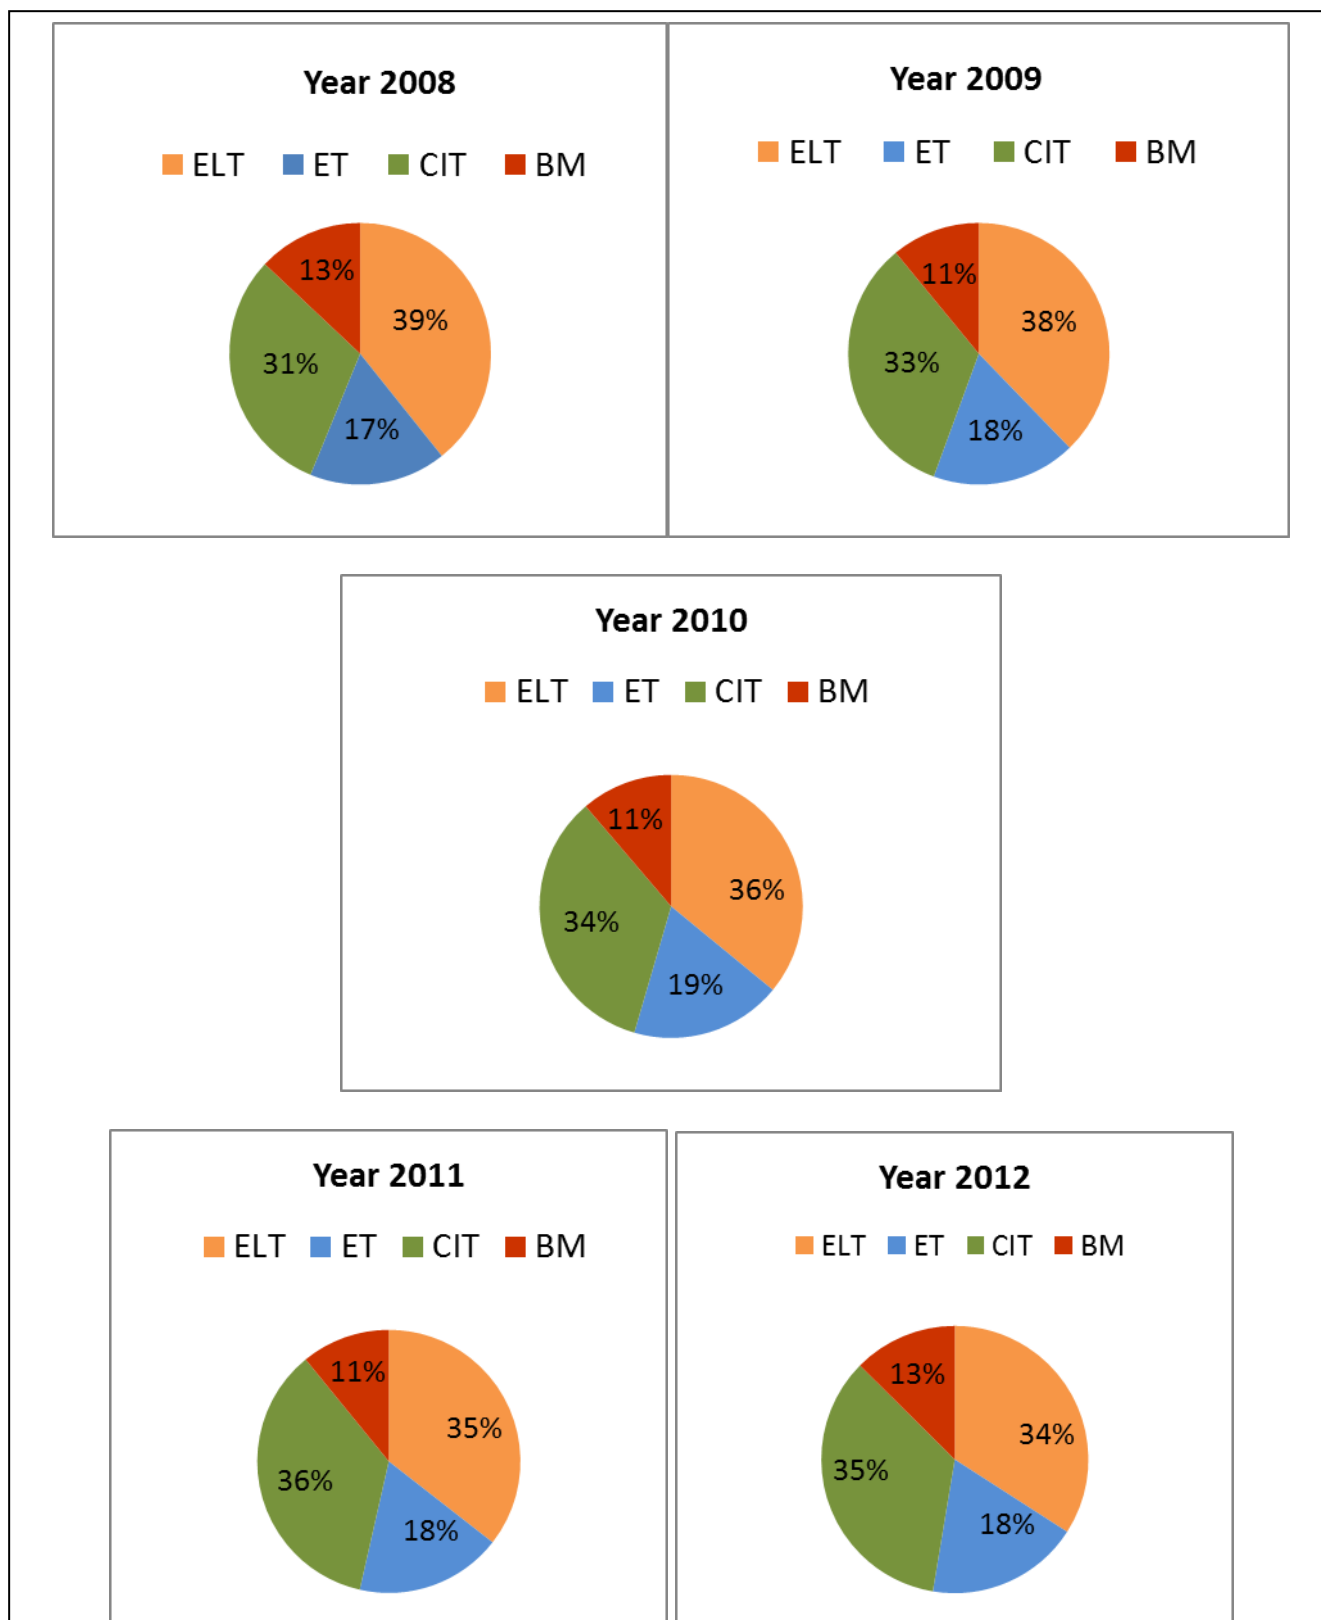 Year 2008
ELT ET CIT BM
13%
39%
31%
17%
Year 2009
ELT ET CIT BM
11%
38%
33%
18%
Year 2010
ELT ET CIT BM
11%
36%
34%
19%
Year 2011
ELT ET CIT BM
11%
35%
36%
18%
Year 2012
ELT ET CIT BM
13%
34%
35%
18%